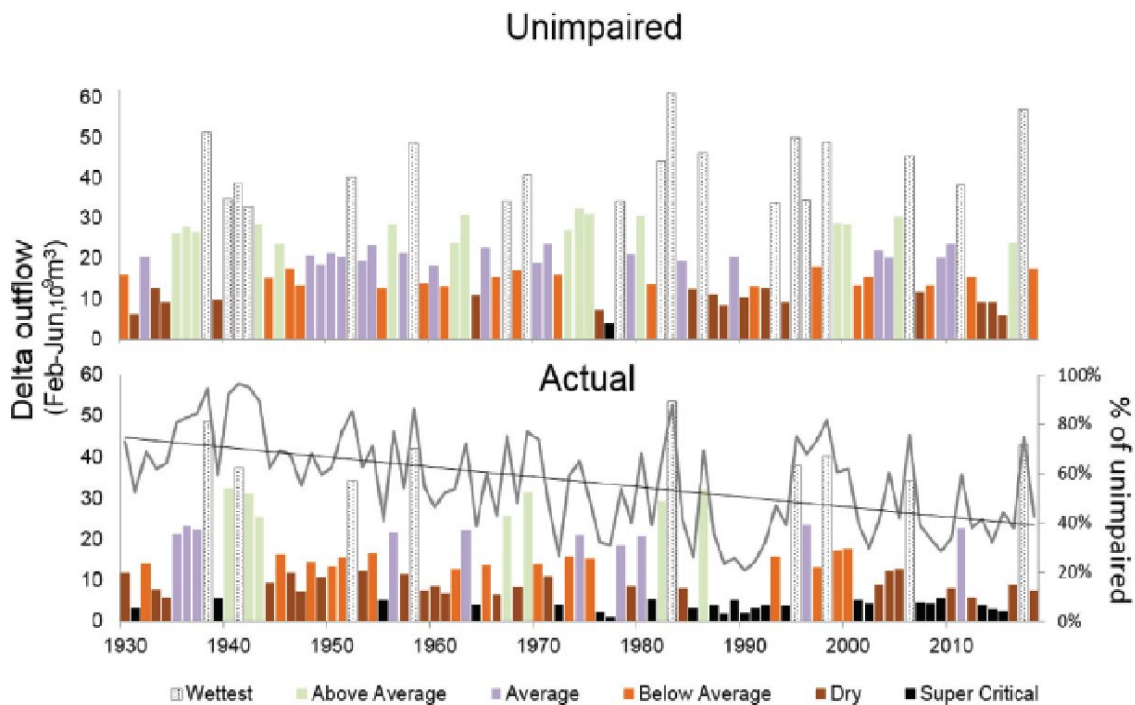 Unimpaired
60
50
40
30
20
10
0
Delta outflow
(Feb-Jun,10⁹m³)
Actual
60
50
40
30
20
10
0
100%
80%
60%
40%
20%
0%
% of unimpaired
1930 1940 1950 1960 1970 1980 1990 2000 2010
Wettest Above Average Average Below Average Dry Super Critical